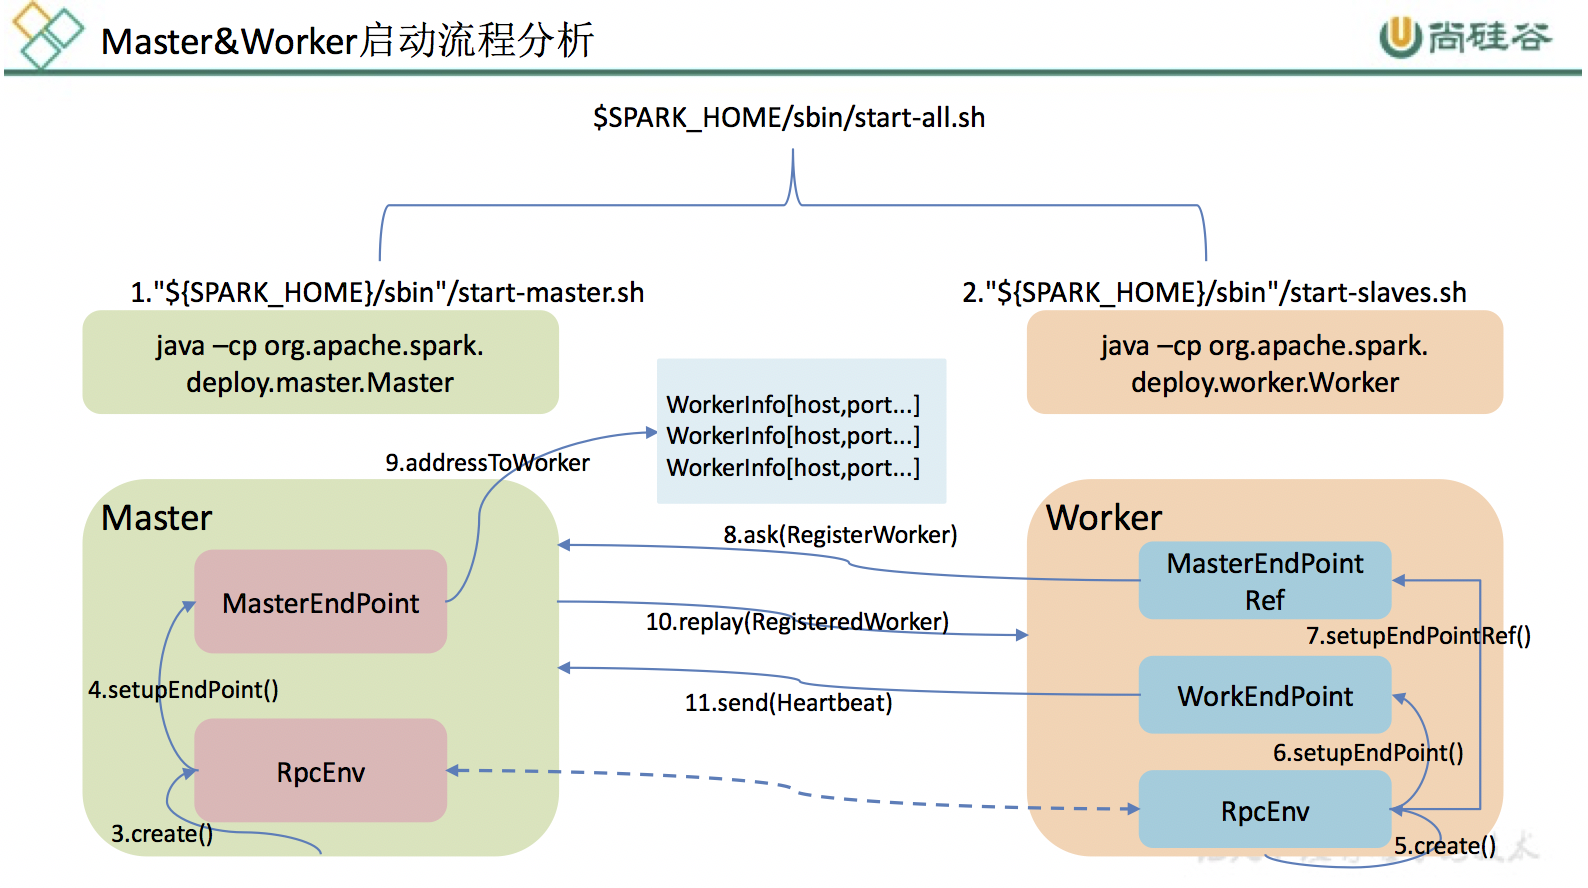 Master&Worker启动流程分析
尚硅谷
$SPARK_HOME/sbin/start-all.sh
1."${SPARK_HOME}/sbin"/start-master.sh
2."${SPARK_HOME}/sbin"/start-slaves.sh
java –cp org.apache.spark.
deploy.master.Master
java –cp org.apache.spark.
deploy.worker.Worker
WorkerInfo[host,port...]
WorkerInfo[host,port...]
WorkerInfo[host,port...]
9.addressToWorker
Master
Worker
8.ask(RegisterWorker)
MasterEndPoint
Ref
MasterEndPoint
10.replay(RegisteredWorker)
7.setupEndPointRef()
4.setupEndPoint()
11.send(Heartbeat)
WorkEndPoint
6.setupEndPoint()
RpcEnv
RpcEnv
3.create()
5.create()